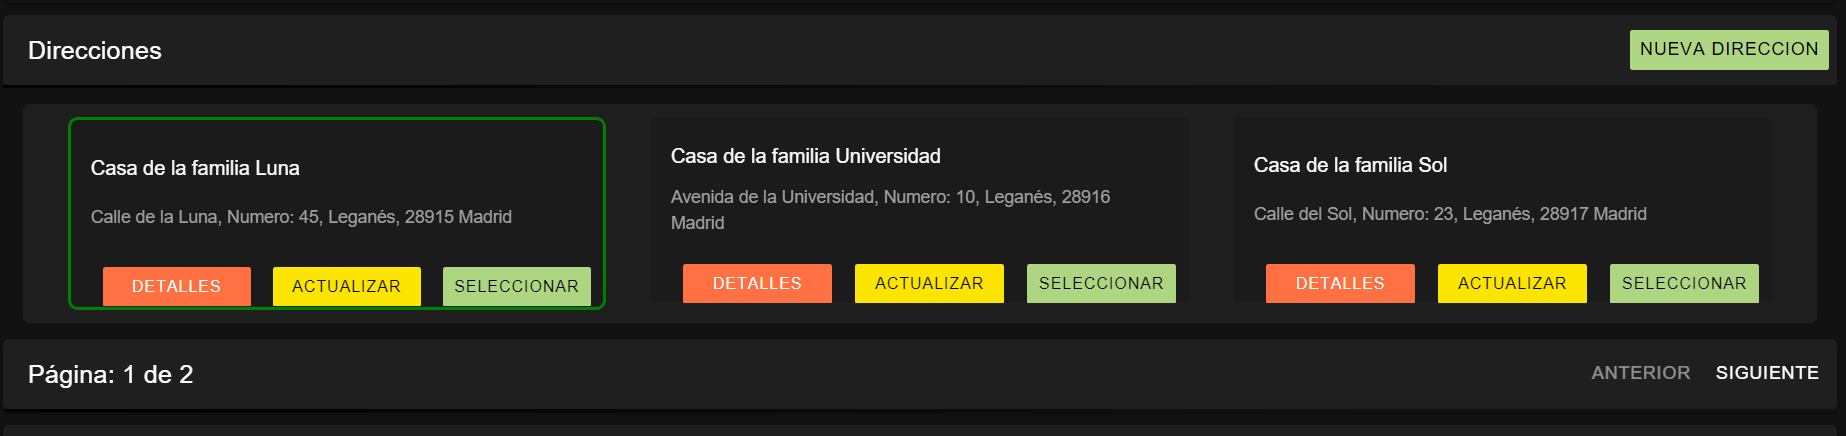 Direcciones
NUEVA DIRECCION
Casa de la familia Luna
Calle de la Luna, Numero: 45, Leganés, 28915 Madrid
DETALLES
ACTUALIZAR
SELECCIONAR
Casa de la familia Universidad
Avenida de la Universidad, Numero: 10, Leganés, 28916
Madrid
DETALLES
ACTUALIZAR
SELECCIONAR
Casa de la familia Sol
Calle del Sol, Numero: 23, Leganés, 28917 Madrid
DETALLES
ACTUALIZAR
SELECCIONAR
Página: 1 de 2
ANTERIOR
SIGUIENTE